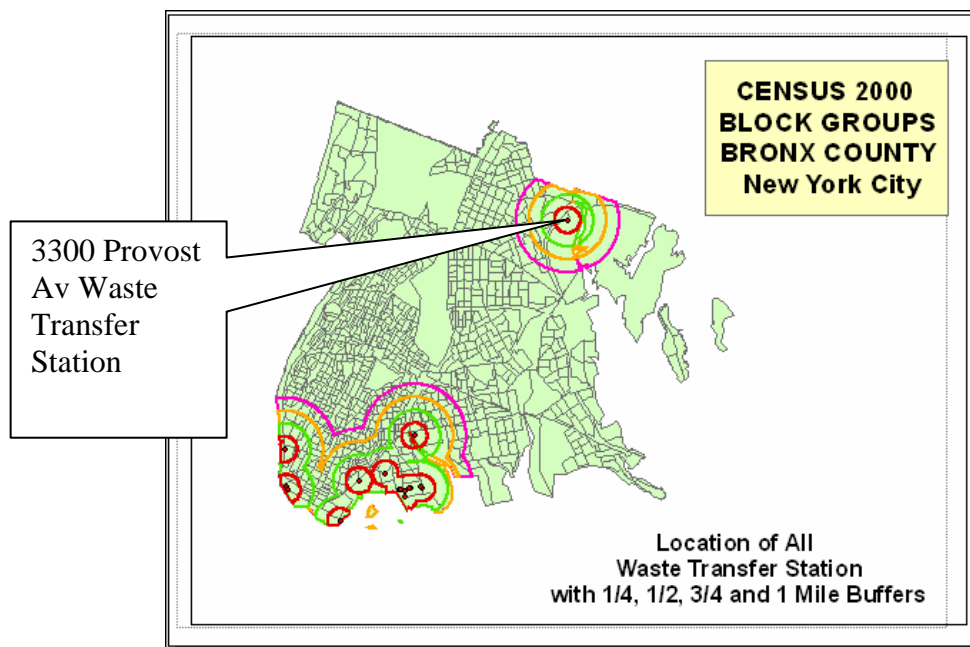 CENSUS 2000
BLOCK GROUPS
BRONX COUNTY
New York City
3300 Provost
Av Waste
Transfer
Station
Location of All
Waste Transfer Station
with 1/4, 1/2, 3/4 and 1 Mile Buffers